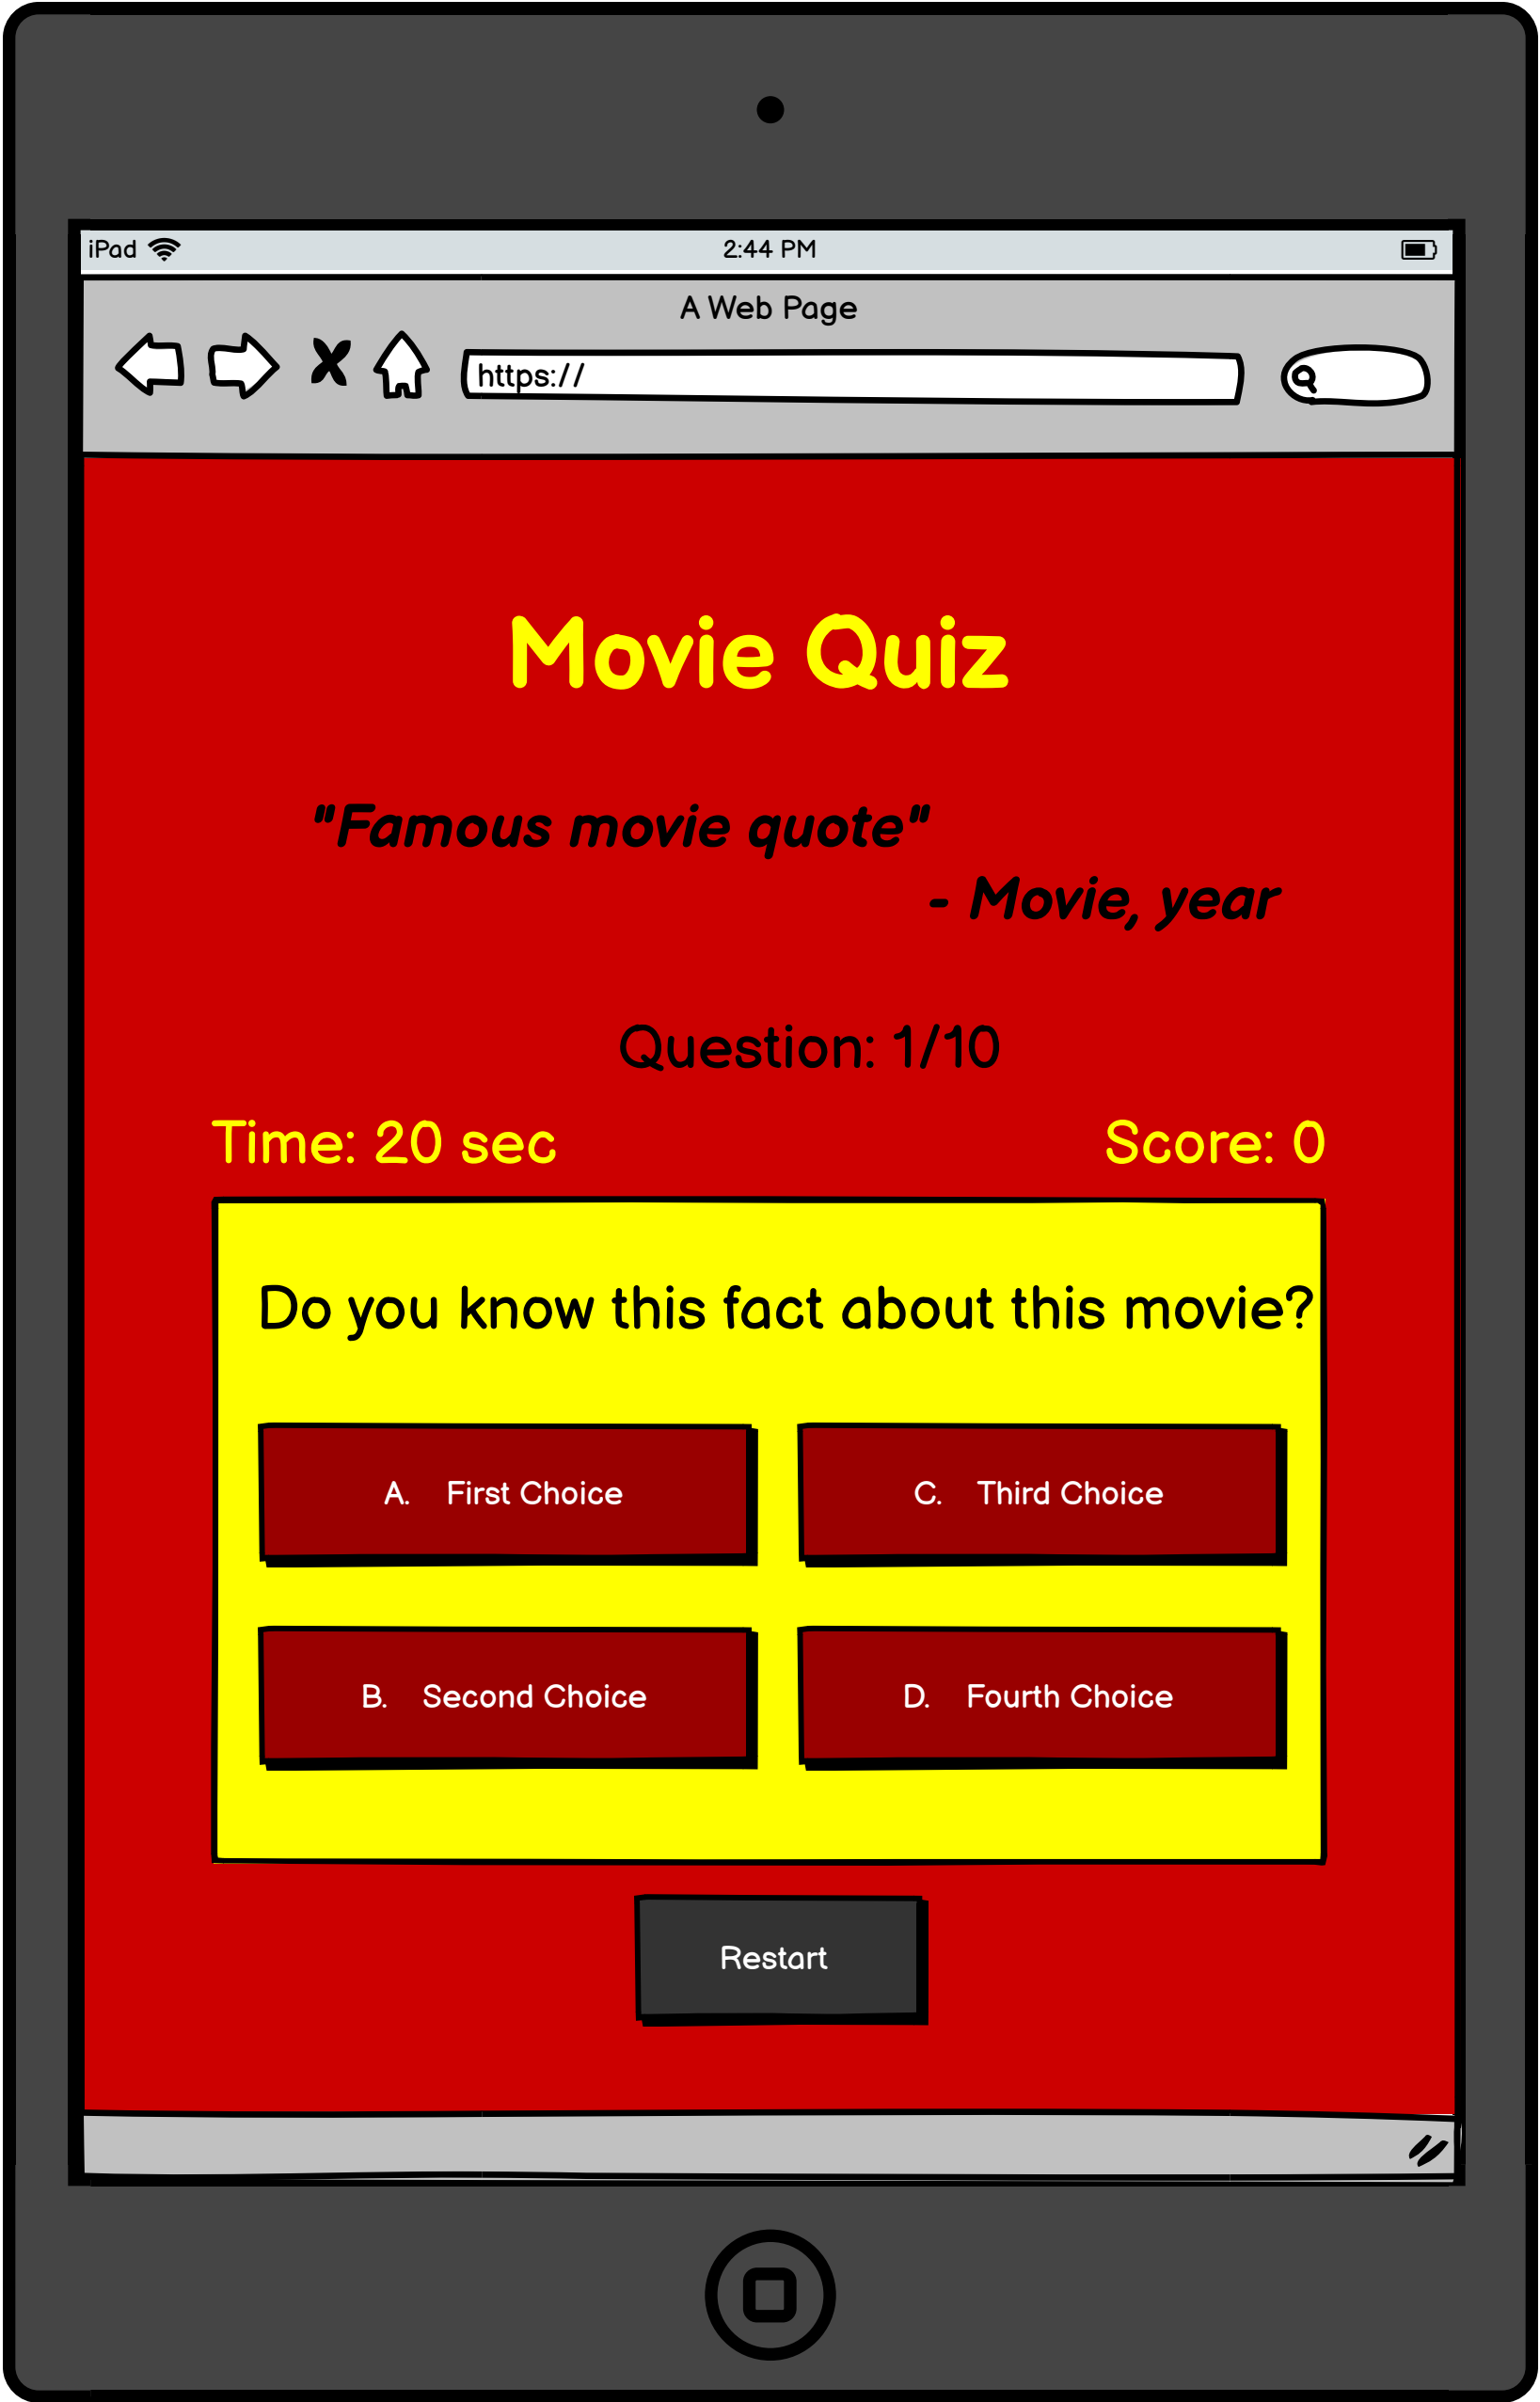 iPad 2:44 PM
A Web Page
https://
Movie Quiz
"Famous movie quote"
- Movie, year
Question: 1/10
Time: 20 sec Score: 0
Do you know this fact about this movie?
A. First Choice C. Third Choice
B. Second Choice D. Fourth Choice
Restart